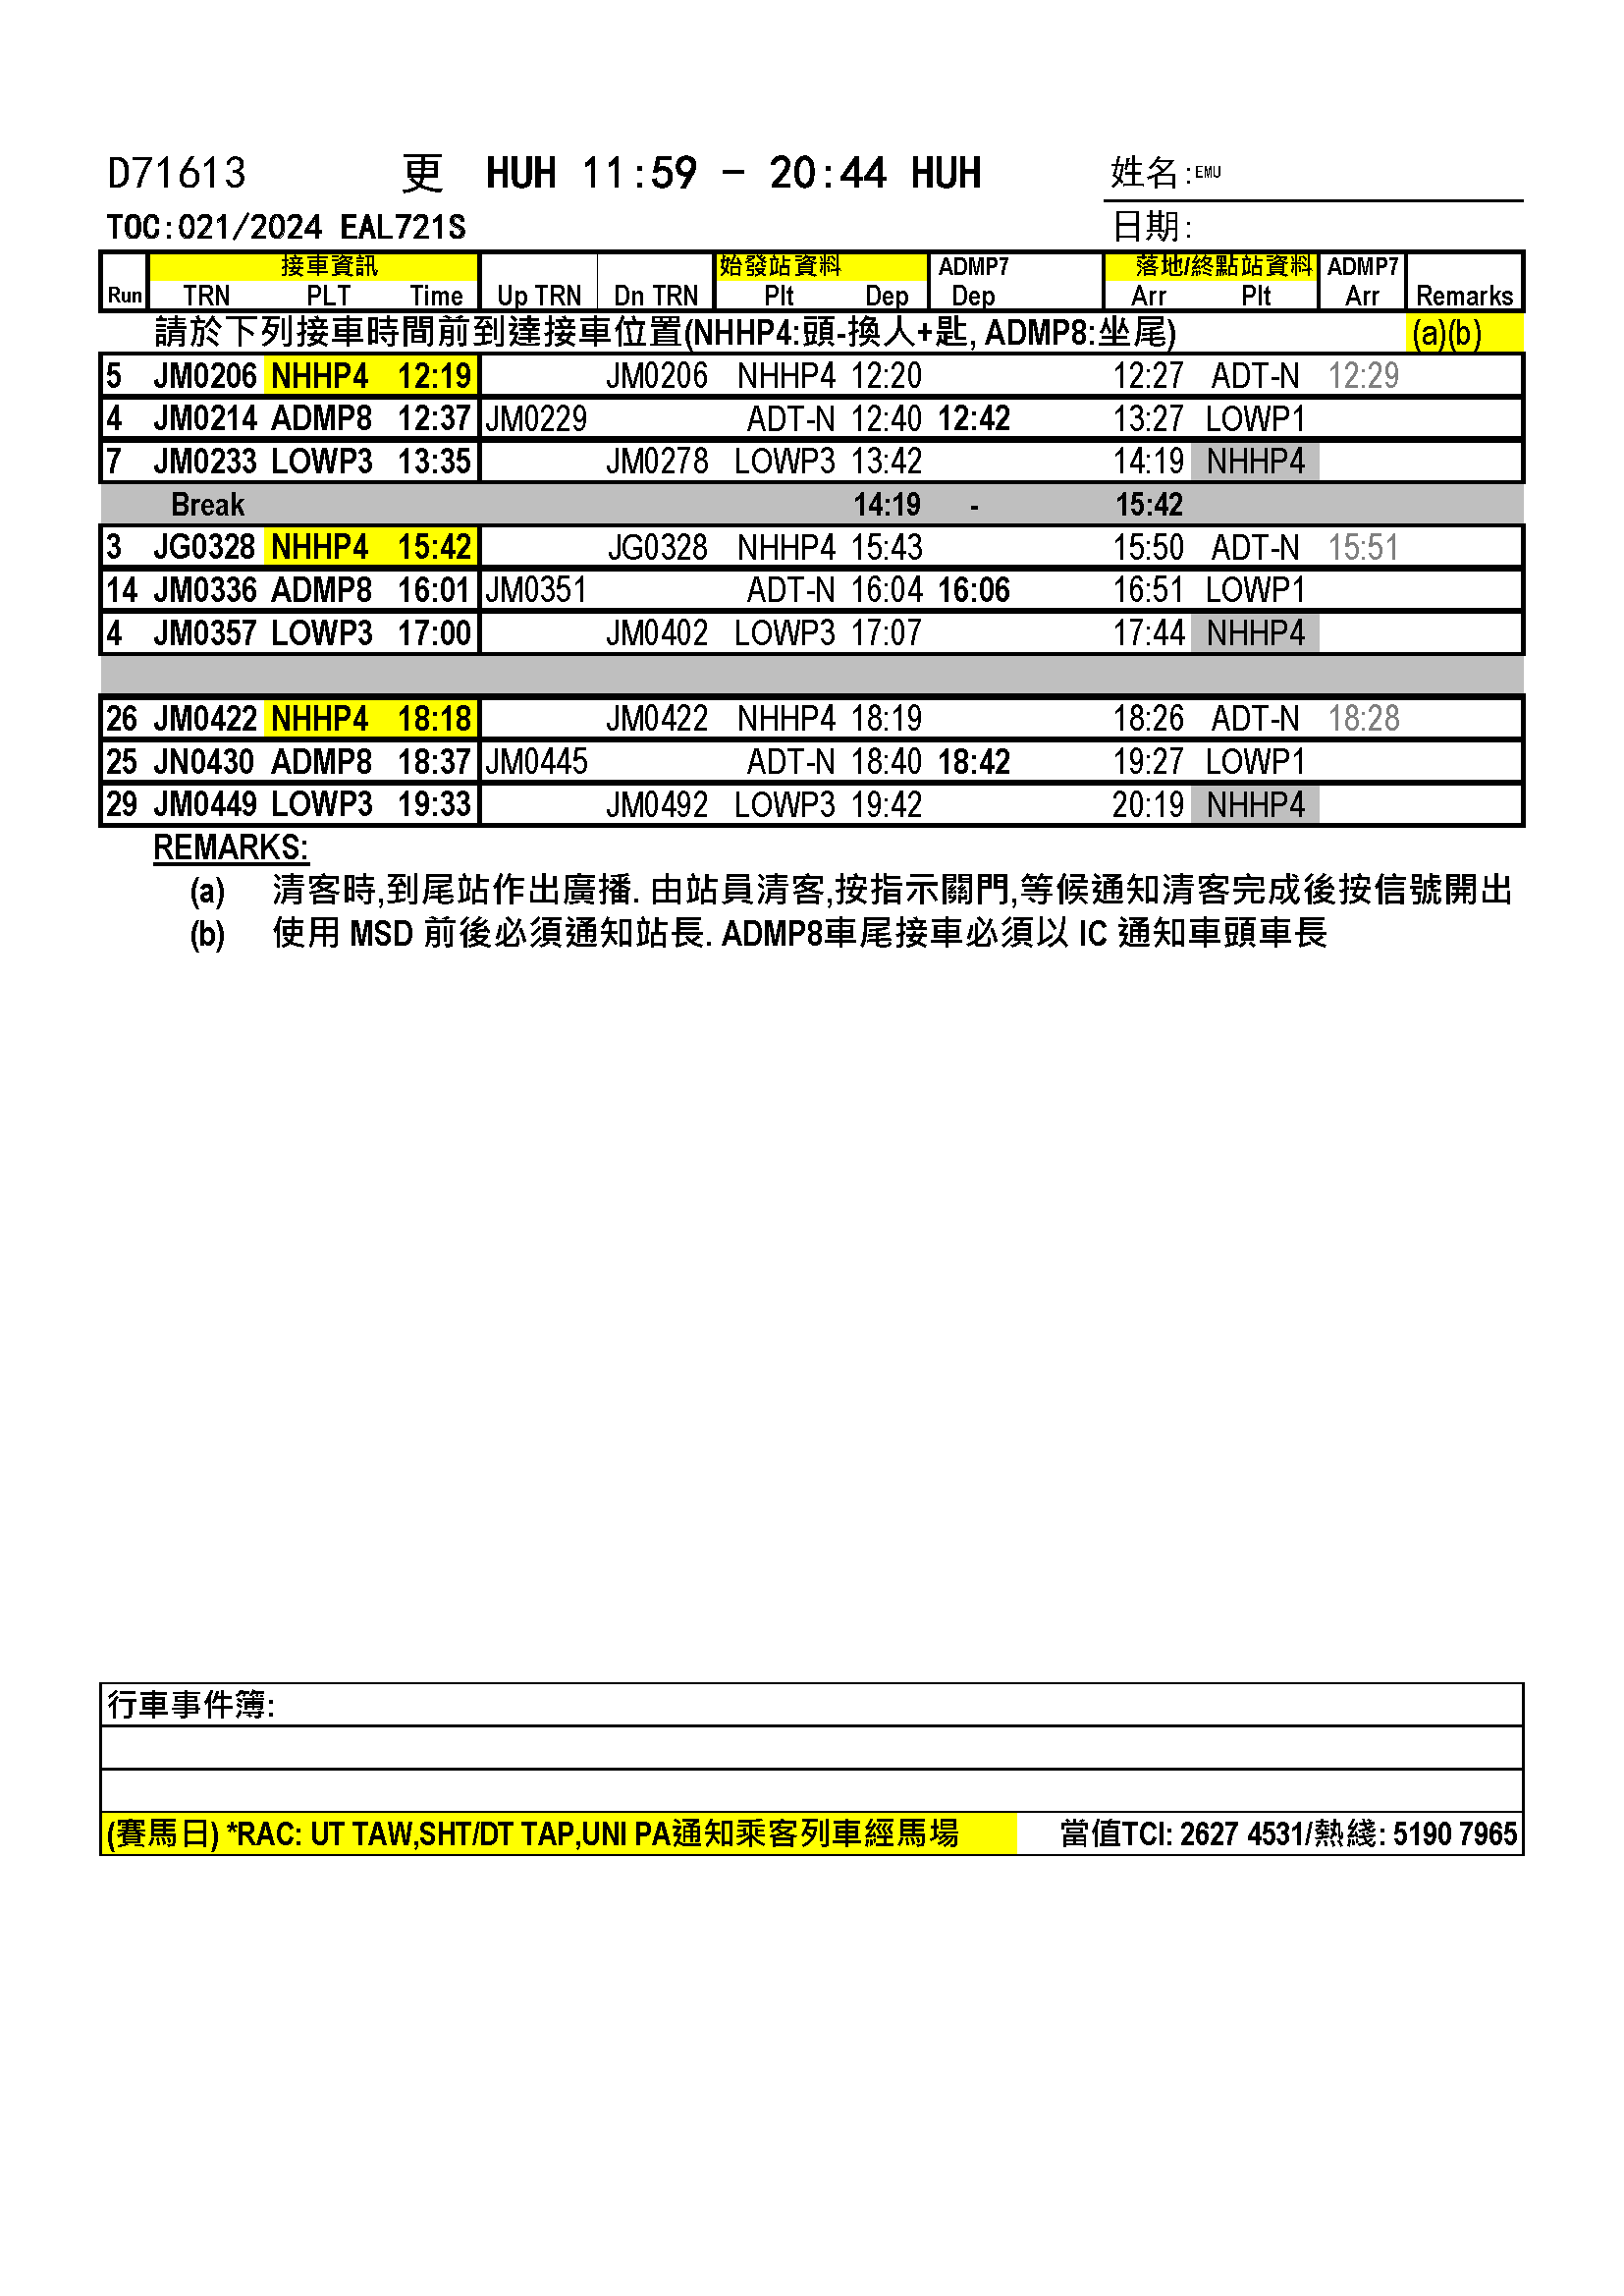 D71613 更 HUH 11:59 - 20:44 HUH 姓名:EMU
TOC:021/2024 EAL721S 日期:
接車資訊 始發站資料 ADMP7 落地/終點站資料 ADMP7
Run TRN PLT Time Up TRN Dn TRN Plt Dep Dep Arr Plt Arr Remarks
請於下列接車時間前到達接車位置(NHHP4:頭-換人+匙, ADMP8:坐尾) (a)(b)
5 JM0206 NHHP4 12:19 JM0206 NHHP4 12:20 12:27 ADT-N 12:29
4 JM0214 ADMP8 12:37 JM0229 ADT-N 12:40 12:42 13:27 LOWP1
7 JM0233 LOWP3 13:35 JM0278 LOWP3 13:42 14:19 NHHP4
Break 14:19 - 15:42
3 JG0328 NHHP4 15:42 JG0328 NHHP4 15:43 15:50 ADT-N 15:51
14 JM0336 ADMP8 16:01 JM0351 ADT-N 16:04 16:06 16:51 LOWP1
4 JM0357 LOWP3 17:00 JM0402 LOWP3 17:07 17:44 NHHP4
26 JM0422 NHHP4 18:18 JM0422 NHHP4 18:19 18:26 ADT-N 18:28
25 JN0430 ADMP8 18:37 JM0445 ADT-N 18:40 18:42 19:27 LOWP1
29 JM0449 LOWP3 19:33 JM0492 LOWP3 19:42 20:19 NHHP4
REMARKS:
(a) 清客時,到尾站作出廣播. 由站員清客,按指示關門,等候通知清客完成後按信號開出
(b) 使用 MSD 前後必須通知站長. ADMP8車尾接車必須以 IC 通知車頭車長
行車事件簿:
(賽馬日) *RAC: UT TAW,SHT/DT TAP,UNI PA通知乘客列車經馬場 當值TCI: 2627 4531/熱綫: 5190 7965